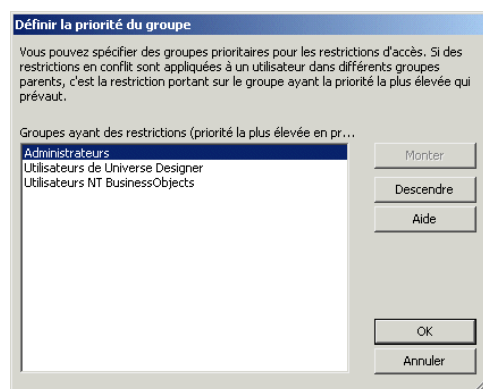 Définir la priorité du groupe
Vous pouvez spécifier des groupes prioritaires pour les restrictions d'accès. Si des
restrictions en conflit sont appliquées à un utilisateur dans différents groupes
parents, c'est la restriction portant sur le groupe ayant la priorité la plus élevée qui
prévaut.
Groupes ayant des restrictions (priorité la plus élevée en pr...
Administrateurs
Utilisateurs de Universe Designer
Utilisateurs NT BusinessObjects
Monter
Descendre
Aide
OK
Annuler